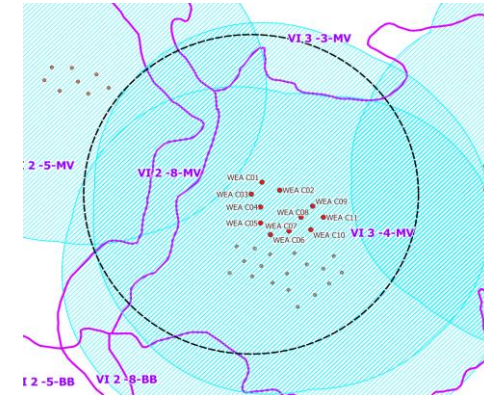 VI 3 -3-MV
VI 2 -5-MV
VI 2 -8-MV
WEA C01
WEA C02
WEA C03
WEA C04
WEA C09
WEA C08
WEA C11
WEA C05
WEA C07
WEA C10
WEA C06
VI 3 -4-MV
I 2 -5-BB
VI 2 -8-BB